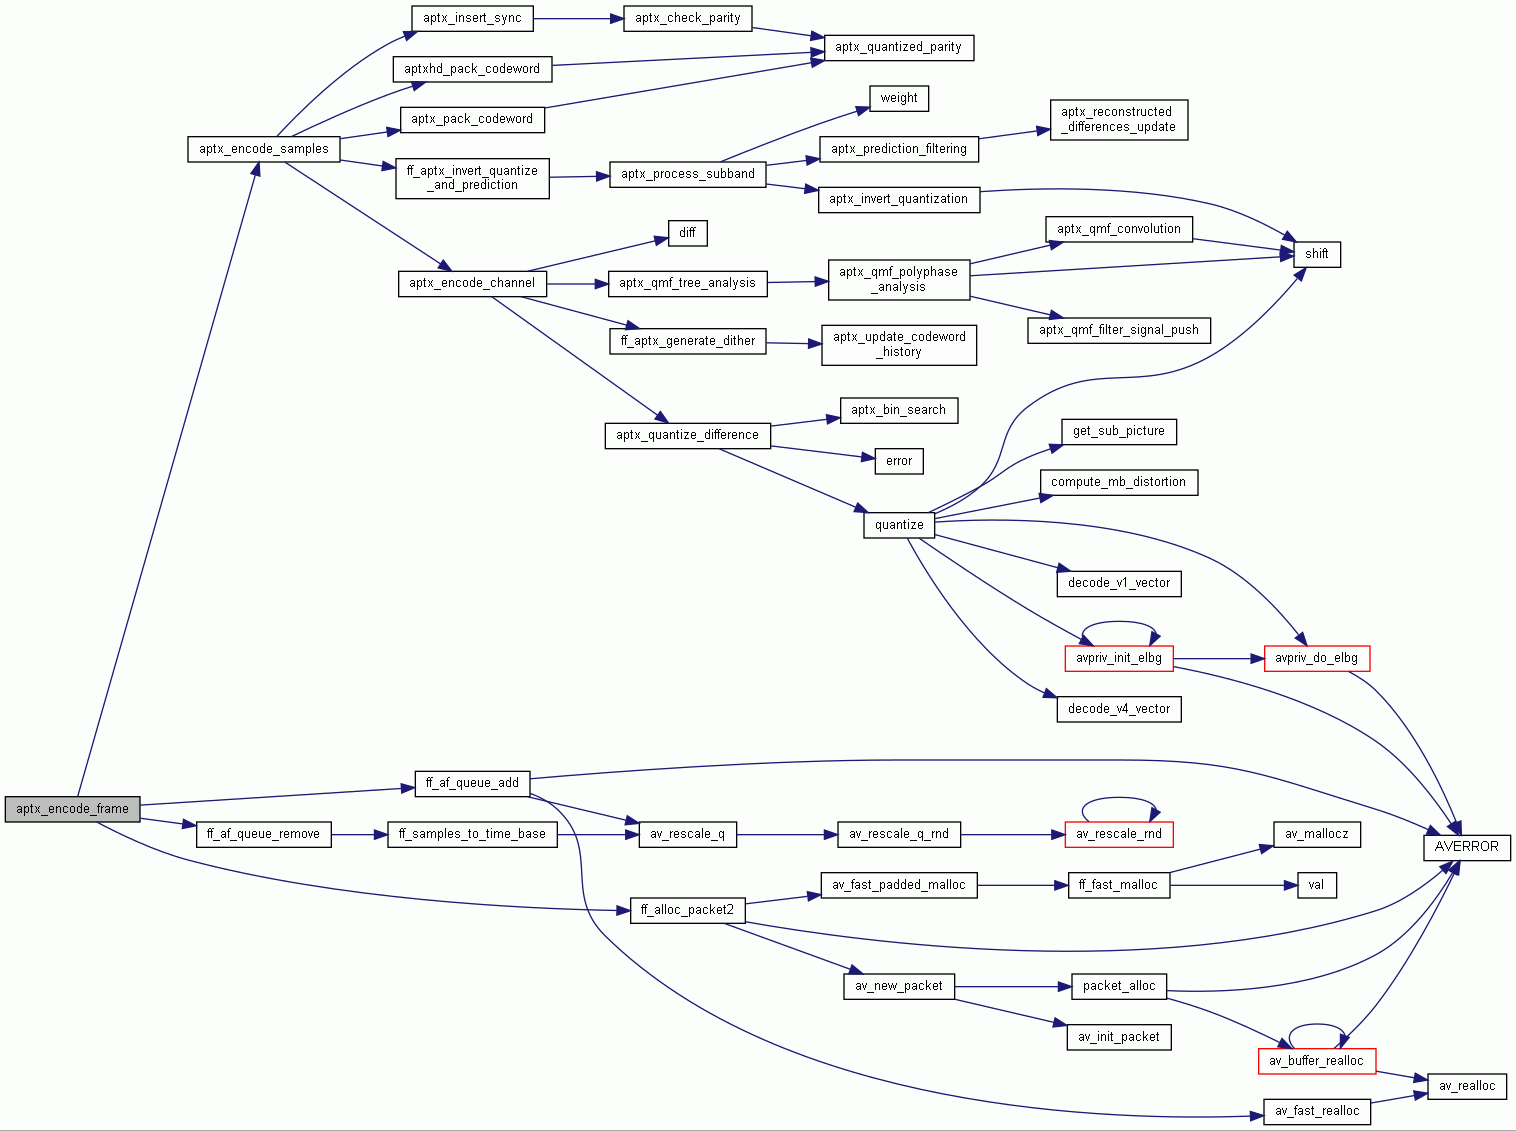 aptx_insert_sync
aptx_check_parity
aptx_quantized_parity
aptxhd_pack_codeword
weight
aptx_reconstructed
_differences_update
aptx_pack_codeword
aptx_encode_samples
aptx_prediction_filtering
ff_aptx_invert_quantize
_and_prediction
aptx_process_subband
aptx_invert_quantization
diff
aptx_qmf_convolution
shift
aptx_encode_channel
aptx_qmf_tree_analysis
aptx_qmf_polyphase
_analysis
aptx_qmf_filter_signal_push
ff_aptx_generate_dither
aptx_update_codeword
_history
aptx_bin_search
aptx_quantize_difference
get_sub_picture
error
compute_mb_distortion
quantize
decode_v1_vector
avpriv_init_elbg
avpriv_do_elbg
decode_v4_vector
ff_af_queue_add
aptx_encode_frame
ff_af_queue_remove
ff_samples_to_time_base
av_rescale_q
av_rescale_q_rnd
av_rescale_rnd
av_mallocz
AVERROR
av_fast_padded_malloc
ff_fast_malloc
val
ff_alloc_packet2
av_new_packet
packet_alloc
av_init_packet
av_buffer_realloc
av_realloc
av_fast_realloc